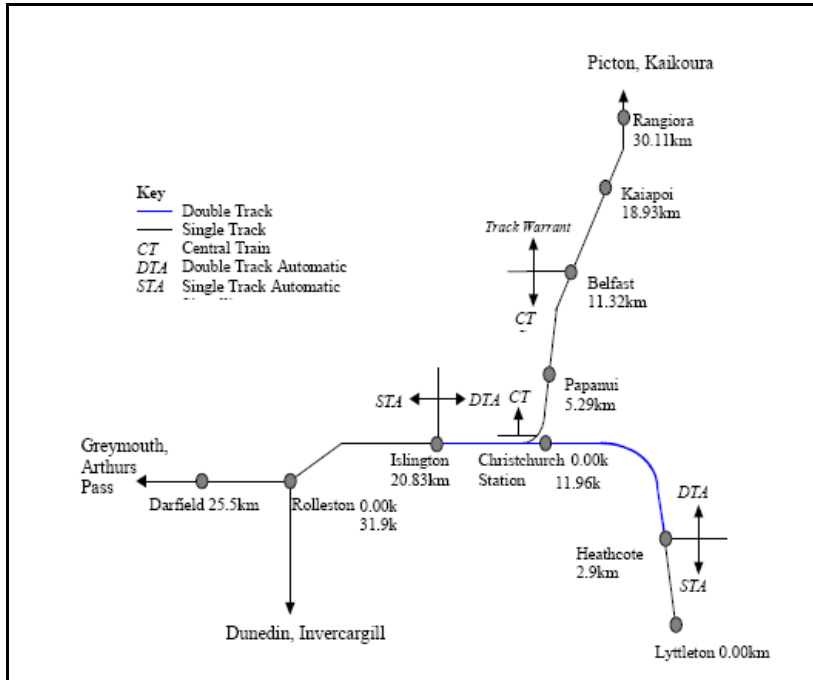 Picton, Kaikoura
Rangiora
30.11km
Key
Double Track
Single Track
CT Central Train
DTA Double Track Automatic
STA Single Track Automatic
Kaiapoi
18.93km
Track Warrant
Belfast
11.32km
CT
Papanui
5.29km
STA
DTA
CT
Greymouth,
Arthurs
Pass
Islington
20.83km
Christchurch 0.00k
Station 11.96k
Darfield 25.5km
Rolleston 0.00k
31.9k
DTA
Heathcote
2.9km
STA
Dunedin, Invercargill
Lyttleton 0.00km